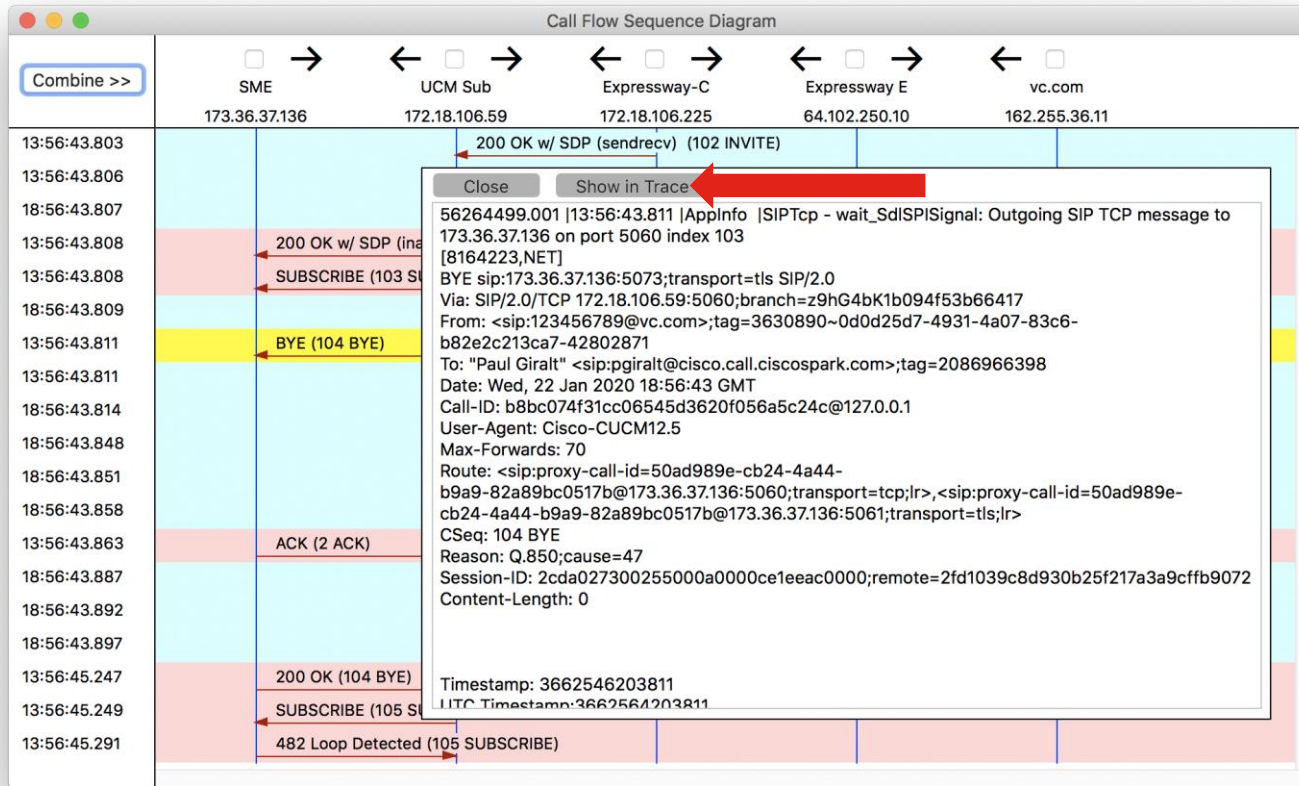 Call Flow Sequence Diagram
Combine >>
SME
UCM Sub
Expressway-C
Expressway E
vc.com
173.36.37.136
172.18.106.59
172.18.106.225
64.102.250.10
162.255.36.11
13:56:43.803
200 OK w/ SDP (sendrecv) (102 INVITE)
13:56:43.806
18:56:43.807
13:56:43.808
200 OK w/ SDP (ina
13:56:43.808
SUBSCRIBE (103 SU
18:56:43.809
13:56:43.811
BYE (104 BYE)
13:56:43.811
18:56:43.814
18:56:43.848
18:56:43.851
18:56:43.858
13:56:43.863
ACK (2 ACK)
18:56:43.887
18:56:43.892
18:56:43.897
13:56:45.247
200 OK (104 BYE)
13:56:45.249
SUBSCRIBE (105 SU
13:56:45.291
482 Loop Detected (105 SUBSCRIBE)
Close
Show in Trace
56264499.001 |13:56:43.811 |AppInfo |SIPTcp - wait_SdlSPISignal: Outgoing SIP TCP message to
173.36.37.136 on port 5060 index 103
[8164223,NET]
BYE sip:173.36.37.136:5073;transport=tls SIP/2.0
Via: SIP/2.0/TCP 172.18.106.59:5060;branch=z9hG4bK1b094f53b66417
From: <sip:123456789@vc.com>;tag=3630890~0d0d25d7-4931-4a07-83c6-
b82e2c213ca7-42802871
To: "Paul Giralt" <sip:pgiralt@cisco.call.ciscospark.com>;tag=2086966398
Date: Wed, 22 Jan 2020 18:56:43 GMT
Call-ID: b8bc074f31cc06545d3620f056a5c24c@127.0.0.1
User-Agent: Cisco-CUCM12.5
Max-Forwards: 70
Route: <sip:proxy-call-id=50ad989e-cb24-4a44-
b9a9-82a89bc0517b@173.36.37.136:5060;transport=tcp;lr>,<sip:proxy-call-id=50ad989e-
cb24-4a44-b9a9-82a89bc0517b@173.36.37.136:5061;transport=tls;lr>
CSeq: 104 BYE
Reason: Q.850;cause=47
Session-ID: 2cda027300255000a0000ce1eeac0000;remote=2fd1039c8d930b25f217a3a9cffb9072
Content-Length: 0
Timestamp: 3662546203811
UTC Timestamp:3662564203811